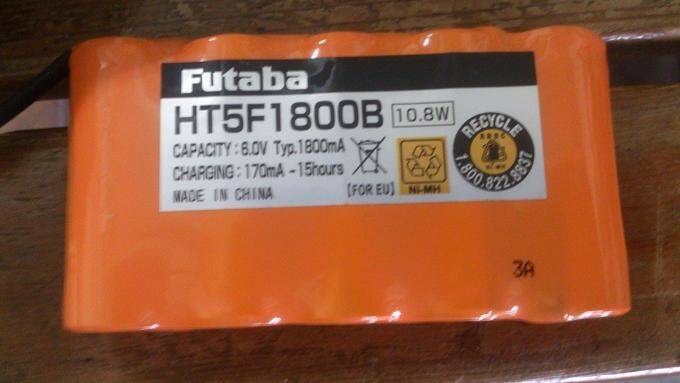 Futaba
HT5F1800B 10.8W
CAPACITY : 6.0V Typ.1800mA
CHARGING : 170mA -15hours
MADE IN CHINA [FOR EU] Ni-MH
RECYCLE
1.800.822.8837
3A